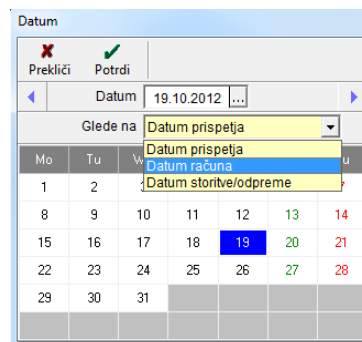 Datum
Prekliči Potrdi
Datum 19.10.2012 ...
Glede na Datum prispetja
Datum prispetja
Datum računa
Datum storitve/odpreme
Mo Tu
1 2
8 9 10 11 12 13 14
15 16 17 18 19 20 21
22 23 24 25 26 27 28
29 30 31